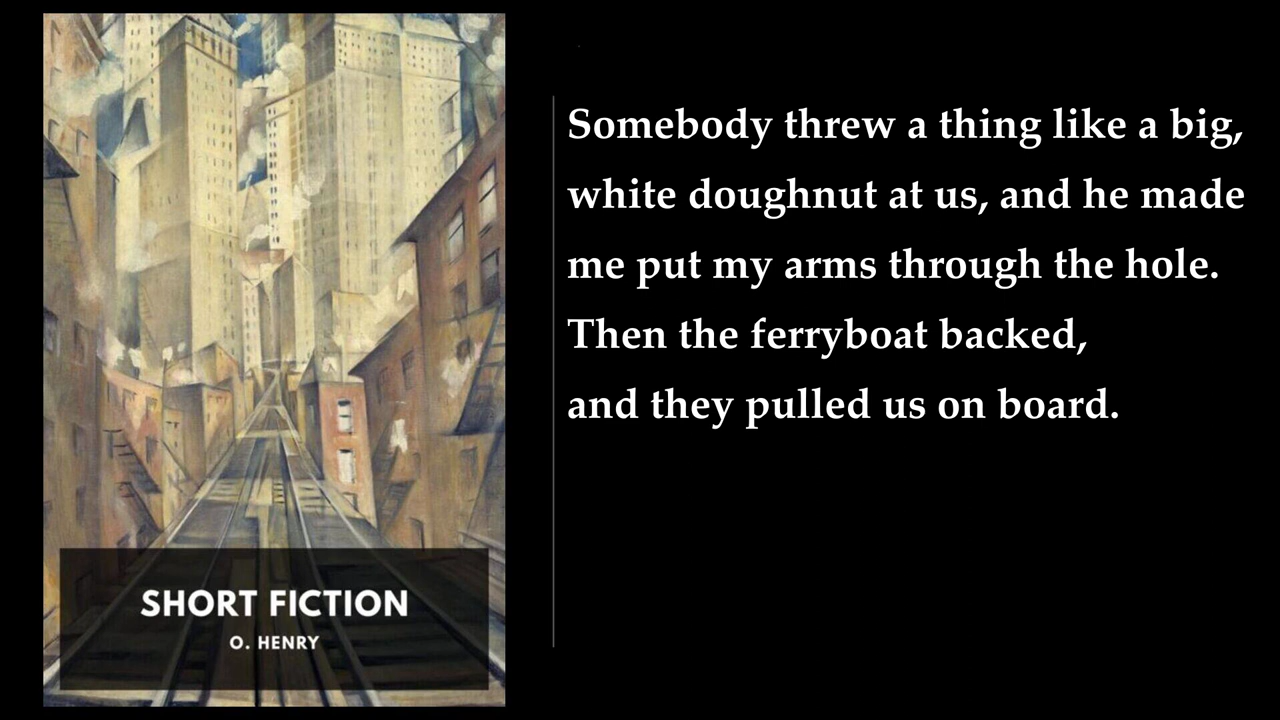 SHORT FICTION
O. HENRY
Somebody threw a thing like a big,
white doughnut at us, and he made
me put my arms through the hole.
Then the ferryboat backed,
and they pulled us on board.